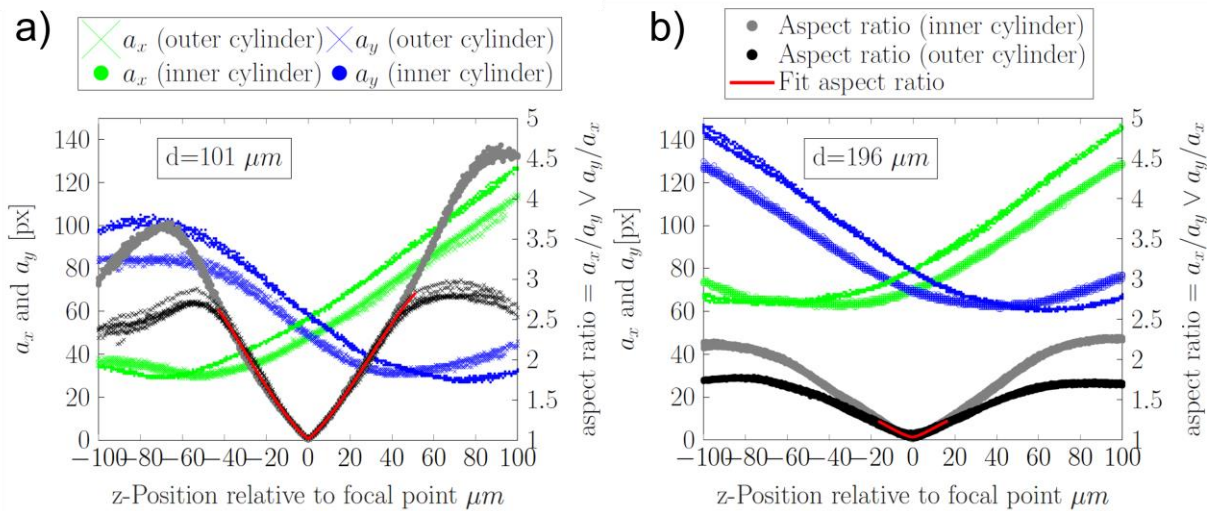 a)
a_x (outer cylinder) a_y (outer cylinder)
a_x (inner cylinder) a_y (inner cylinder)
d=101 μm
a_x and a_y [px]
140
120
100
80
60
40
20
0
5
4.5
4
3.5
3
2.5
2
1.5
1
aspect ratio = a_x/a_y ∨ a_y/a_x
−100 −80 −60 −40 −20 0 20 40 60 80 100
z-Position relative to focal point μm
b)
Aspect ratio (inner cylinder)
Aspect ratio (outer cylinder)
Fit aspect ratio
d=196 μm
a_x and a_y[px]
140
120
100
80
60
40
20
0
5
4.5
4
3.5
3
2.5
2
1.5
1
aspect ratio = a_x/a_y ∨ a_y/a_x
−100 −80 −60 −40 −20 0 20 40 60 80 100
z-Position relative to focal point μm